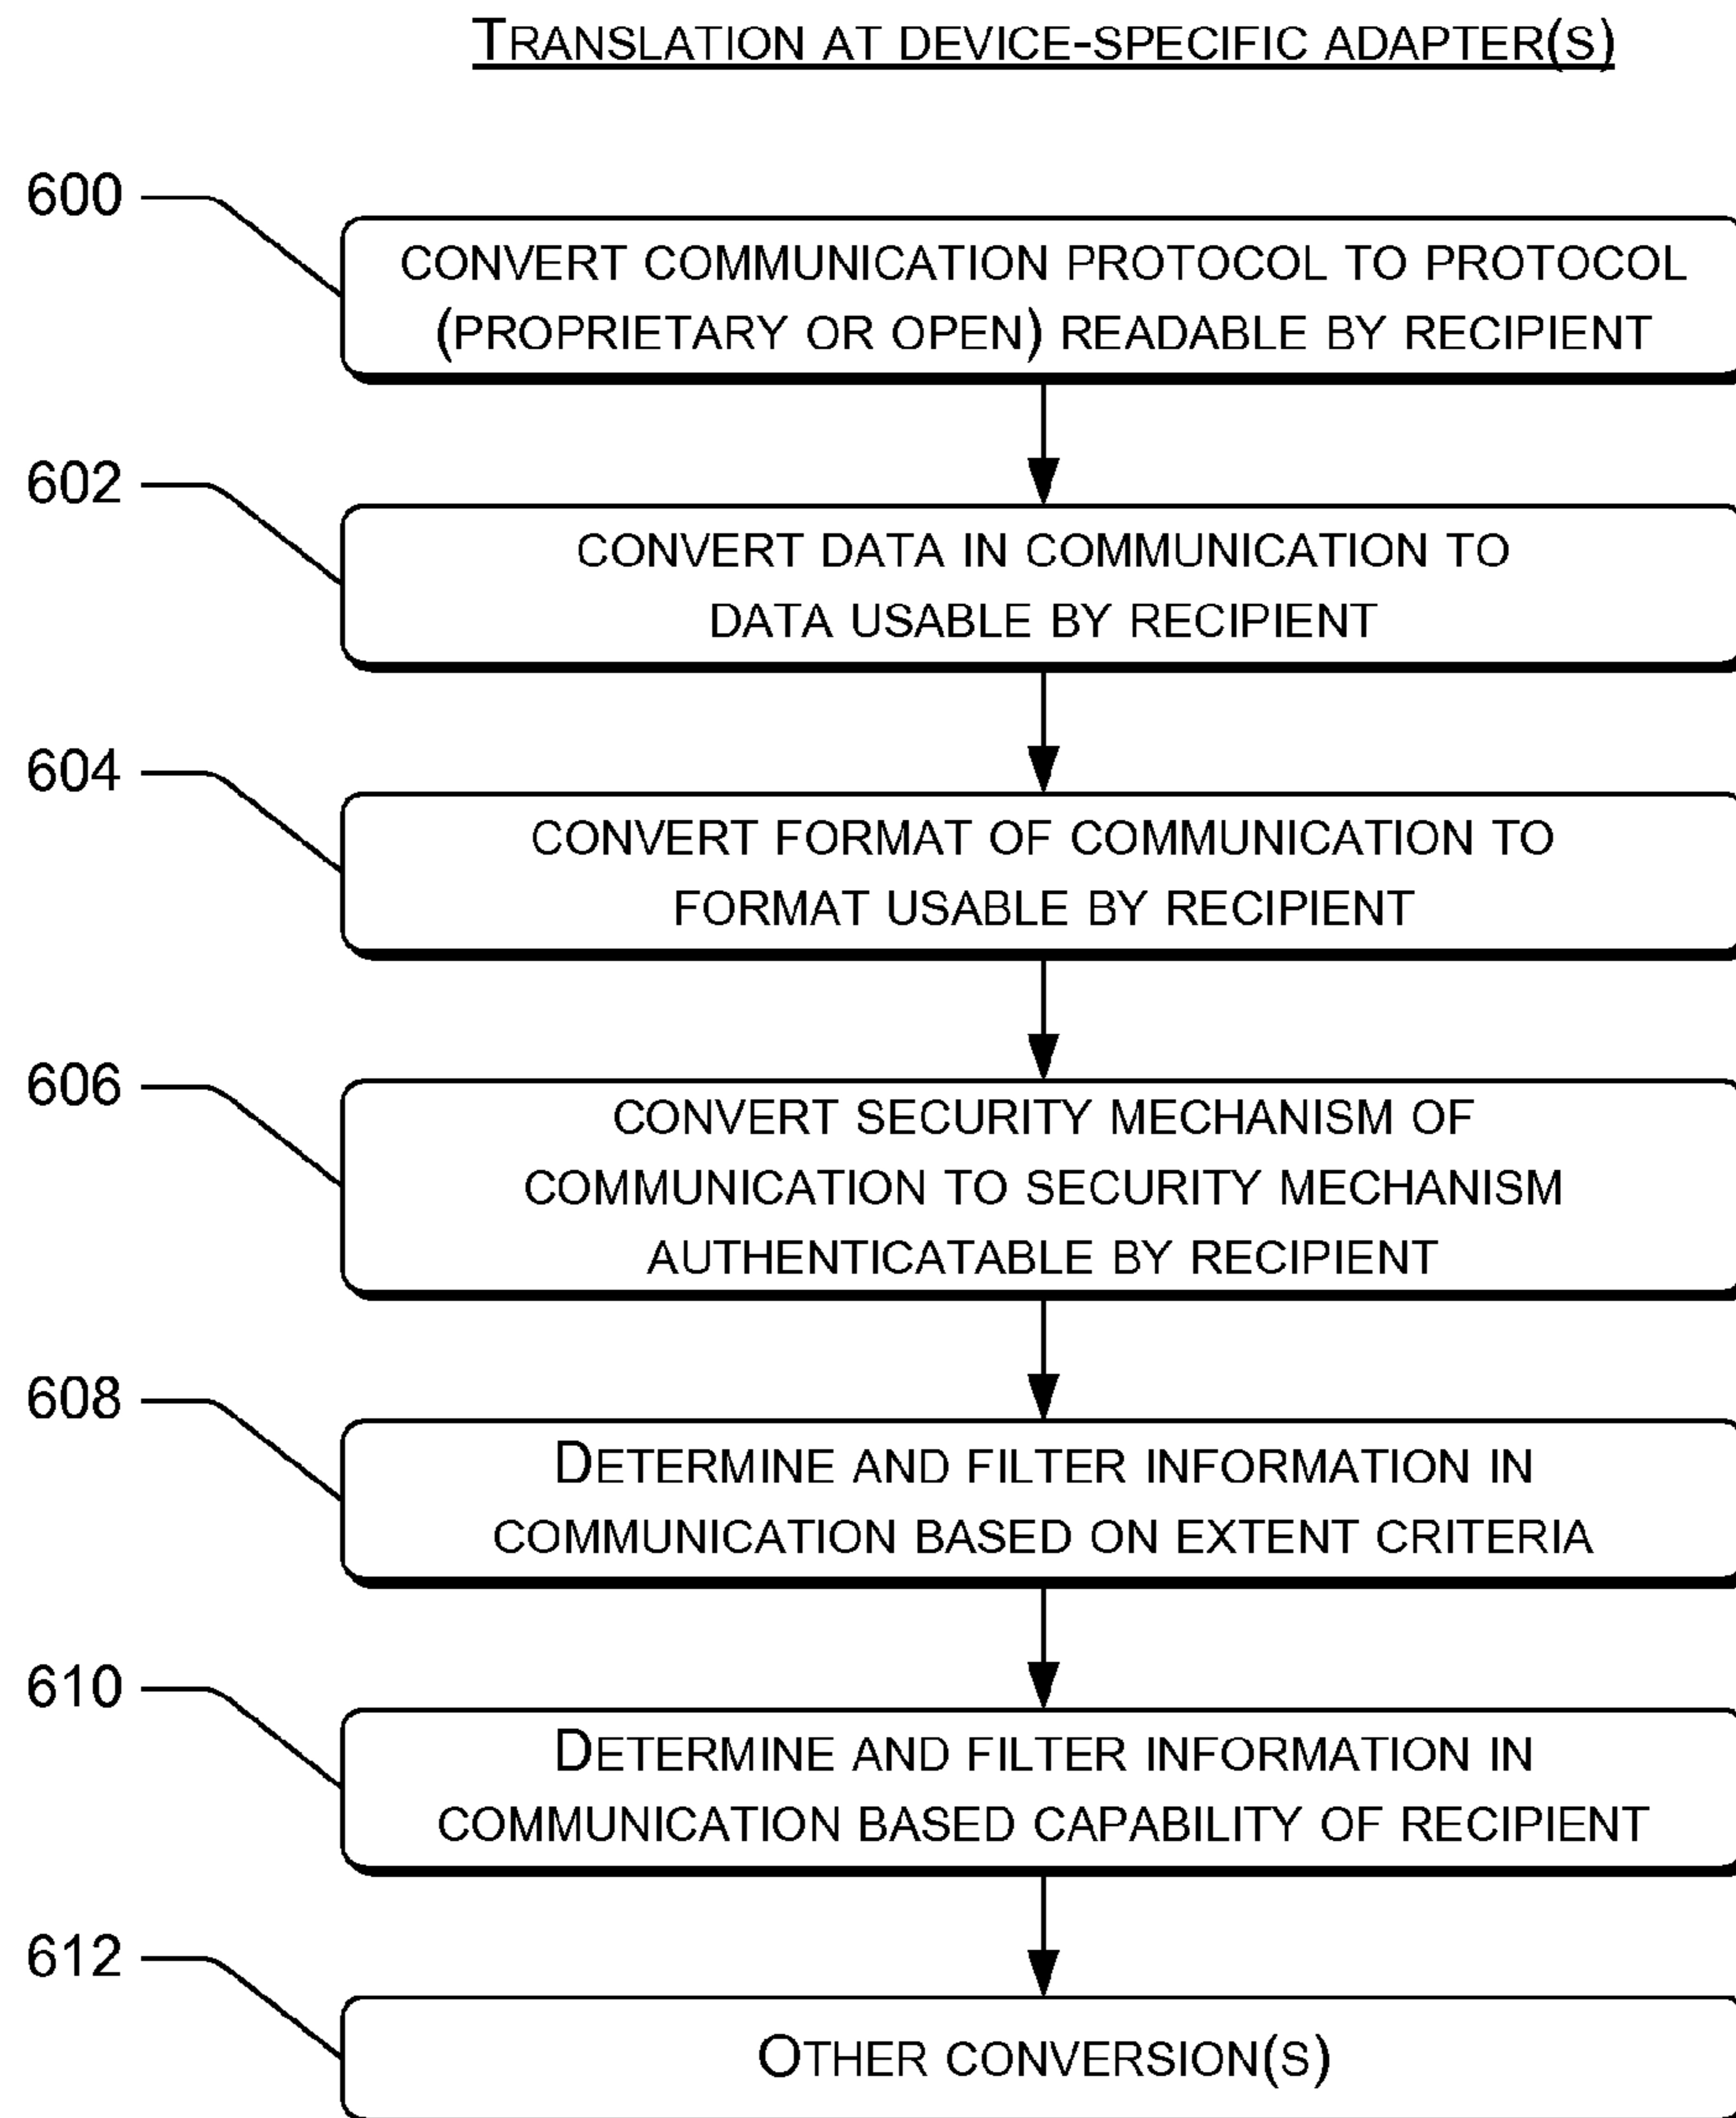 TRANSLATION AT DEVICE-SPECIFIC ADAPTER(S)
600
CONVERT COMMUNICATION PROTOCOL TO PROTOCOL
(PROPRIETARY OR OPEN) READABLE BY RECIPIENT
602
CONVERT DATA IN COMMUNICATION TO
DATA USABLE BY RECIPIENT
604
CONVERT FORMAT OF COMMUNICATION TO
FORMAT USABLE BY RECIPIENT
606
CONVERT SECURITY MECHANISM OF
COMMUNICATION TO SECURITY MECHANISM
AUTHENTICATABLE BY RECIPIENT
608
DETERMINE AND FILTER INFORMATION IN
COMMUNICATION BASED ON EXTENT CRITERIA
610
DETERMINE AND FILTER INFORMATION IN
COMMUNICATION BASED CAPABILITY OF RECIPIENT
612
OTHER CONVERSION(S)